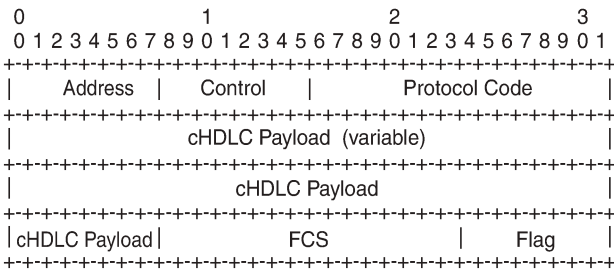 0 1 2 3
0 1 2 3 4 5 6 7 8 9 0 1 2 3 4 5 6 7 8 9 0 1 2 3 4 5 6 7 8 9 0 1
+-+-+-+-+-+-+-+-+-+-+-+-+-+-+-+-+-+-+-+-+-+-+-+-+-+-+-+-+-+-+-+-+
| Address | Control | Protocol Code |
+-+-+-+-+-+-+-+-+-+-+-+-+-+-+-+-+-+-+-+-+-+-+-+-+-+-+-+-+-+-+-+-+
| cHDLC Payload (variable) |
+-+-+-+-+-+-+-+-+-+-+-+-+-+-+-+-+-+-+-+-+-+-+-+-+-+-+-+-+-+-+-+-+
| cHDLC Payload |
+-+-+-+-+-+-+-+-+-+-+-+-+-+-+-+-+-+-+-+-+-+-+-+-+-+-+-+-+-+-+-+-+
| cHDLC Payload | FCS | Flag |
+-+-+-+-+-+-+-+-+-+-+-+-+-+-+-+-+-+-+-+-+-+-+-+-+-+-+-+-+-+-+-+-+